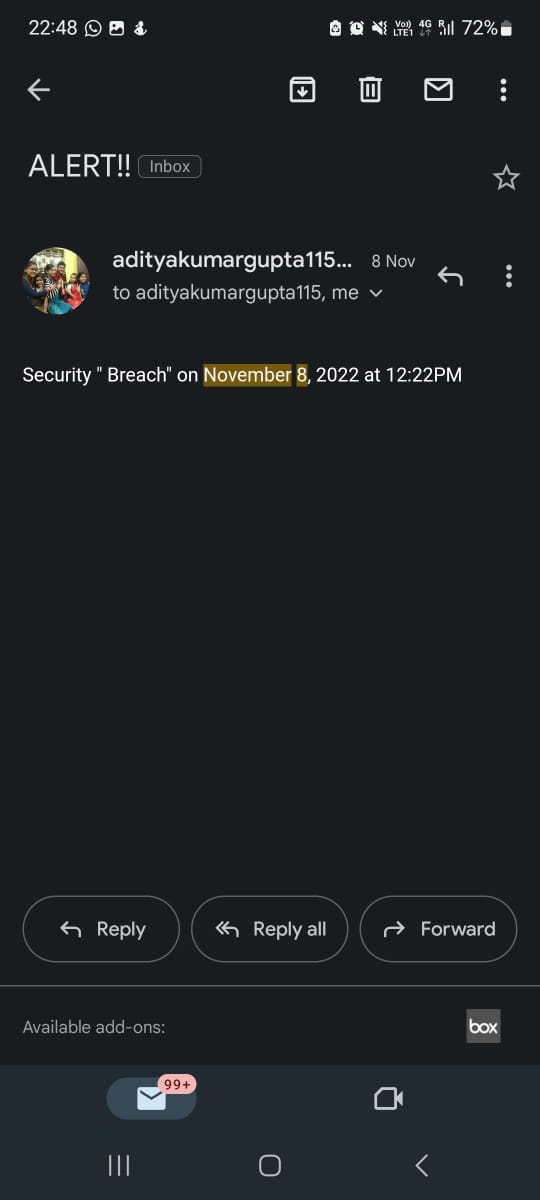 22:48 Vo)) LTE1 4G R 72%
ALERT!! Inbox
adityakumargupta115... 8 Nov
to adityakumargupta115, me
Security " Breach" on November 8, 2022 at 12:22PM
Reply Reply all Forward
Available add-ons: box
99+